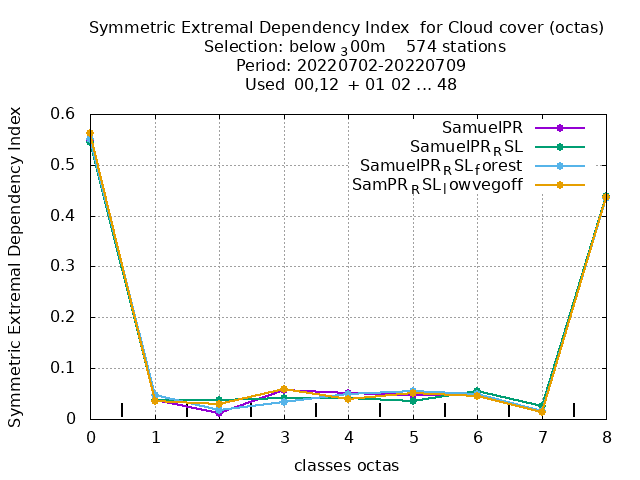 Symmetric Extremal Dependency Index for Cloud cover (octas)
Selection: below ₃00m 574 stations
Period: 20220702-20220709
Used 00,12 + 01 02 ... 48
SamuelPR
SamuelPR_RSL
SamuelPR_RSL_forest
SamPR_RSL_lowvegoff
Symmetric Extremal Dependency Index
0.6
0.5
0.4
0.3
0.2
0.1
0
0 1 2 3 4 5 6 7 8
classes octas